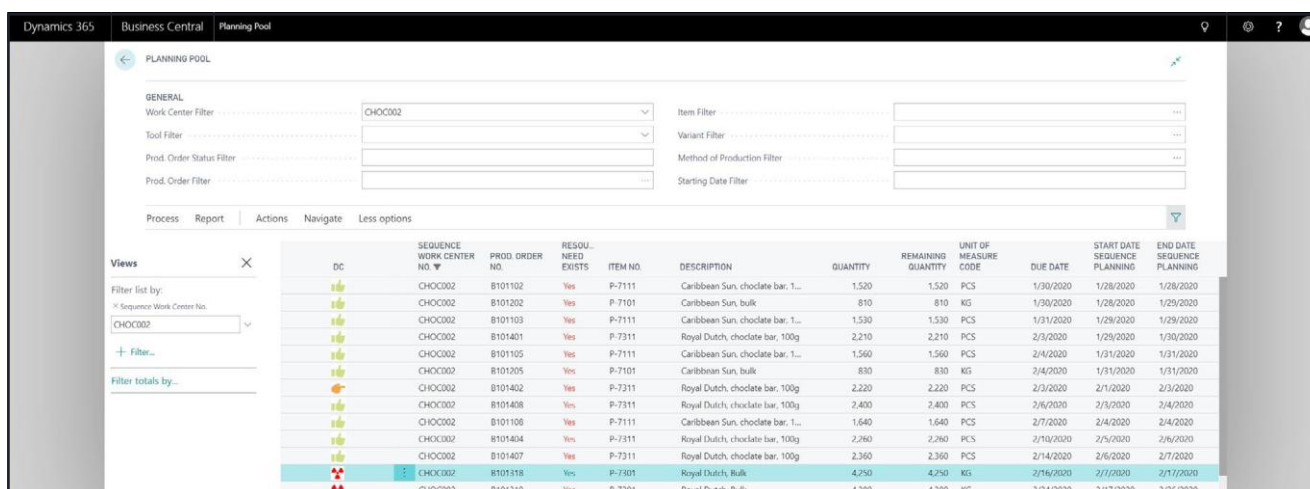 Dynamics 365 Business Central Planning Pool ?
PLANNING POOL
GENERAL
Work Center Filter CHOC002 Item Filter
Tool Filter Variant Filter
Prod. Order Status Filter Method of Production Filter
Prod. Order Filter Starting Date Filter
Process Report Actions Navigate Less options
Views
Filter list by:
× Sequence Work Center No.
CHOC002
+ Filter...
Filter totals by...
DC SEQUENCE WORK CENTER NO. PROD. ORDER NO. RESOU... NEED EXISTS ITEM NO. DESCRIPTION QUANTITY REMAINING QUANTITY UNIT OF MEASURE CODE DUE DATE START DATE SEQUENCE PLANNING END DATE SEQUENCE PLANNING
CHOC002 B101102 Yes P-7111 Caribbean Sun, choclate bar, 1... 1,520 1,520 PCS 1/30/2020 1/28/2020 1/28/2020
CHOC002 B101202 Yes P-7101 Caribbean Sun, bulk 810 810 KG 1/30/2020 1/28/2020 1/29/2020
CHOC002 B101103 Yes P-7111 Caribbean Sun, choclate bar, 1... 1,530 1,530 PCS 1/31/2020 1/29/2020 1/29/2020
CHOC002 B101401 Yes P-7311 Royal Dutch, choclate bar, 100g 2,210 2,210 PCS 2/3/2020 1/29/2020 1/30/2020
CHOC002 B101105 Yes P-7111 Caribbean Sun, choclate bar, 1... 1,560 1,560 PCS 2/4/2020 1/31/2020 1/31/2020
CHOC002 B101205 Yes P-7101 Caribbean Sun, bulk 830 830 KG 2/4/2020 1/31/2020 1/31/2020
CHOC002 B101402 Yes P-7311 Royal Dutch, choclate bar, 100g 2,220 2,220 PCS 2/3/2020 2/1/2020 2/3/2020
CHOC002 B101408 Yes P-7311 Royal Dutch, choclate bar, 100g 2,400 2,400 PCS 2/6/2020 2/3/2020 2/4/2020
CHOC002 B101108 Yes P-7111 Caribbean Sun, choclate bar, 1... 1,640 1,640 PCS 2/7/2020 2/4/2020 2/4/2020
CHOC002 B101404 Yes P-7311 Royal Dutch, choclate bar, 100g 2,260 2,260 PCS 2/10/2020 2/5/2020 2/6/2020
CHOC002 B101407 Yes P-7311 Royal Dutch, choclate bar, 100g 2,360 2,360 PCS 2/14/2020 2/6/2020 2/7/2020
CHOC002 B101318 Yes P-7301 Royal Dutch, Bulk 4,250 4,250 KG 2/16/2020 2/7/2020 2/17/2020